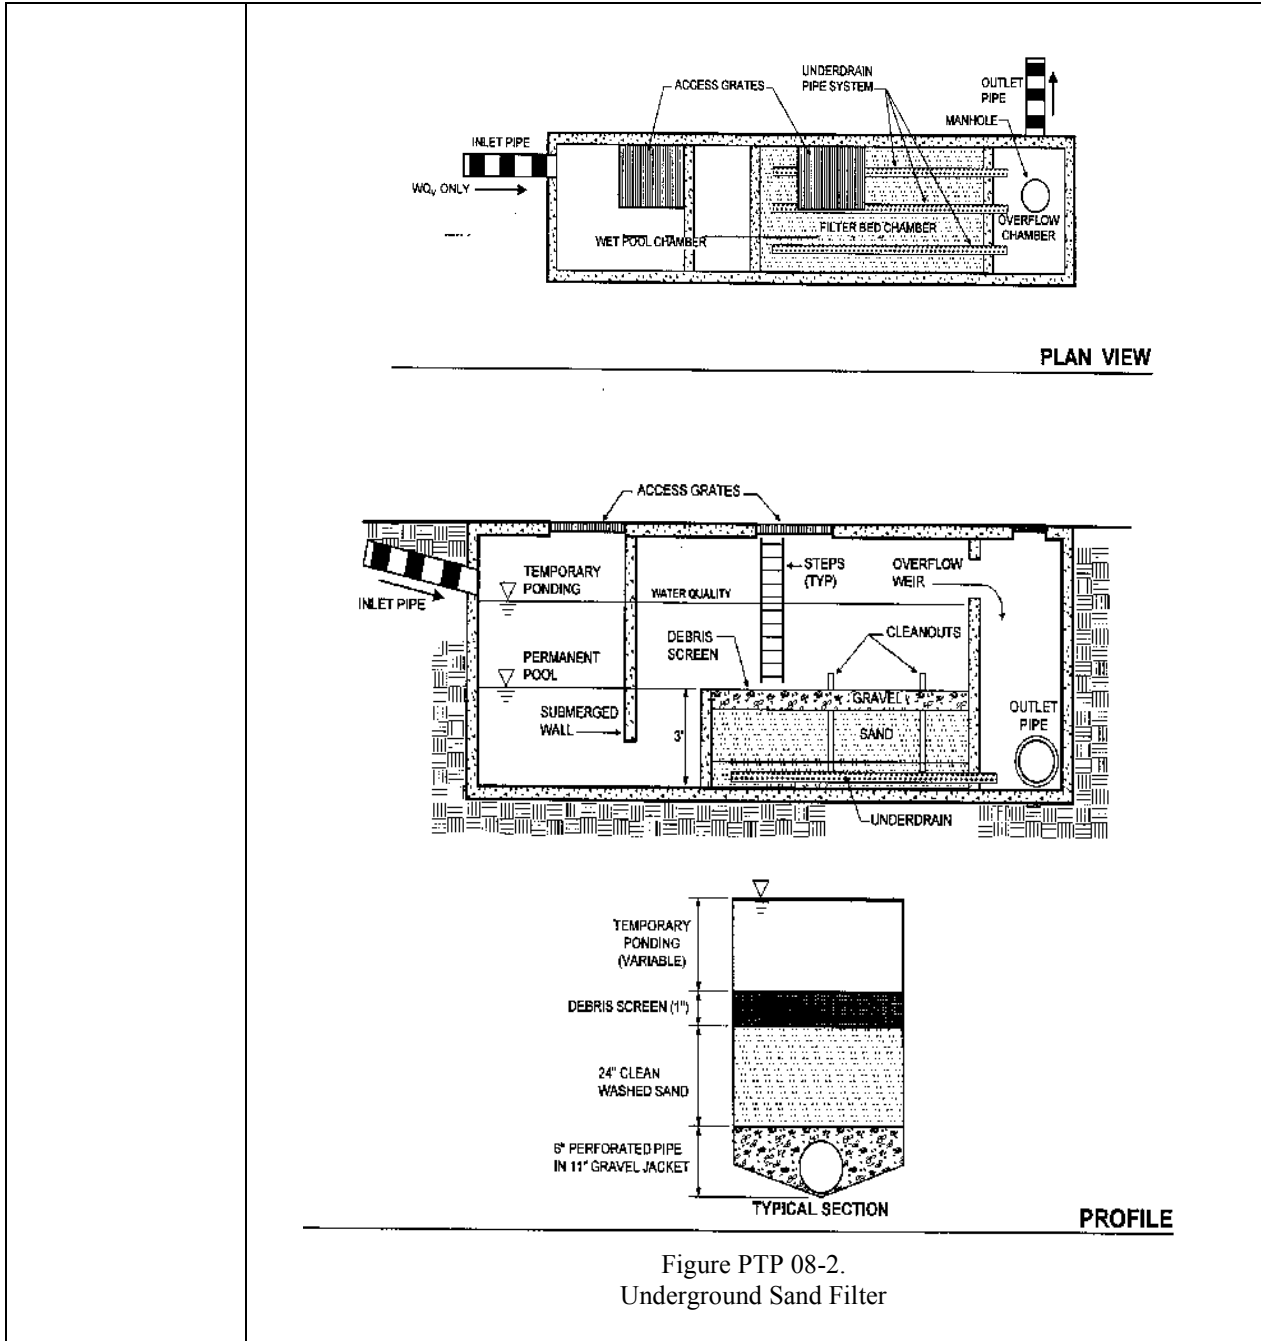 UNDERDRAIN
PIPE SYSTEM
ACCESS GRATES
OUTLET
PIPE
MANHOLE
INLET PIPE
WQv ONLY
WET POOL CHAMBER
FILTER BED CHAMBER
OVERFLOW
CHAMBER
PLAN VIEW
ACCESS GRATES
TEMPORARY
PONDING
WATER QUALITY
STEPS
(TYP)
OVERFLOW
WEIR
INLET PIPE
DEBRIS
SCREEN
CLEANOUTS
PERMANENT
POOL
GRAVEL
SUBMERGED
WALL
3'
SAND
OUTLET
PIPE
UNDERDRAIN
TEMPORARY
PONDING
(VARIABLE)
DEBRIS SCREEN (1")
24" CLEAN
WASHED SAND
6" PERFORATED PIPE
IN 11" GRAVEL JACKET
TYPICAL SECTION
PROFILE
Figure PTP 08-2.
Underground Sand Filter